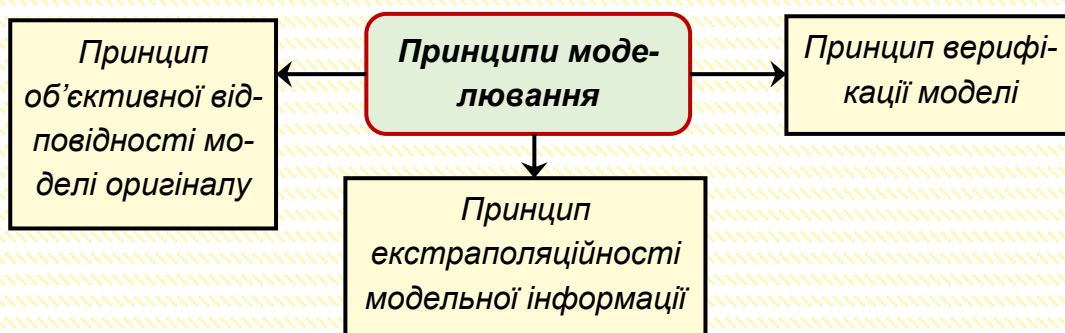 Принцип
об’єктивної від-
повідності мо-
делі оригіналу
Принципи моде-
лювання
Принцип верифі-
кації моделі
Принцип
екстраполяційності
модельної інформації